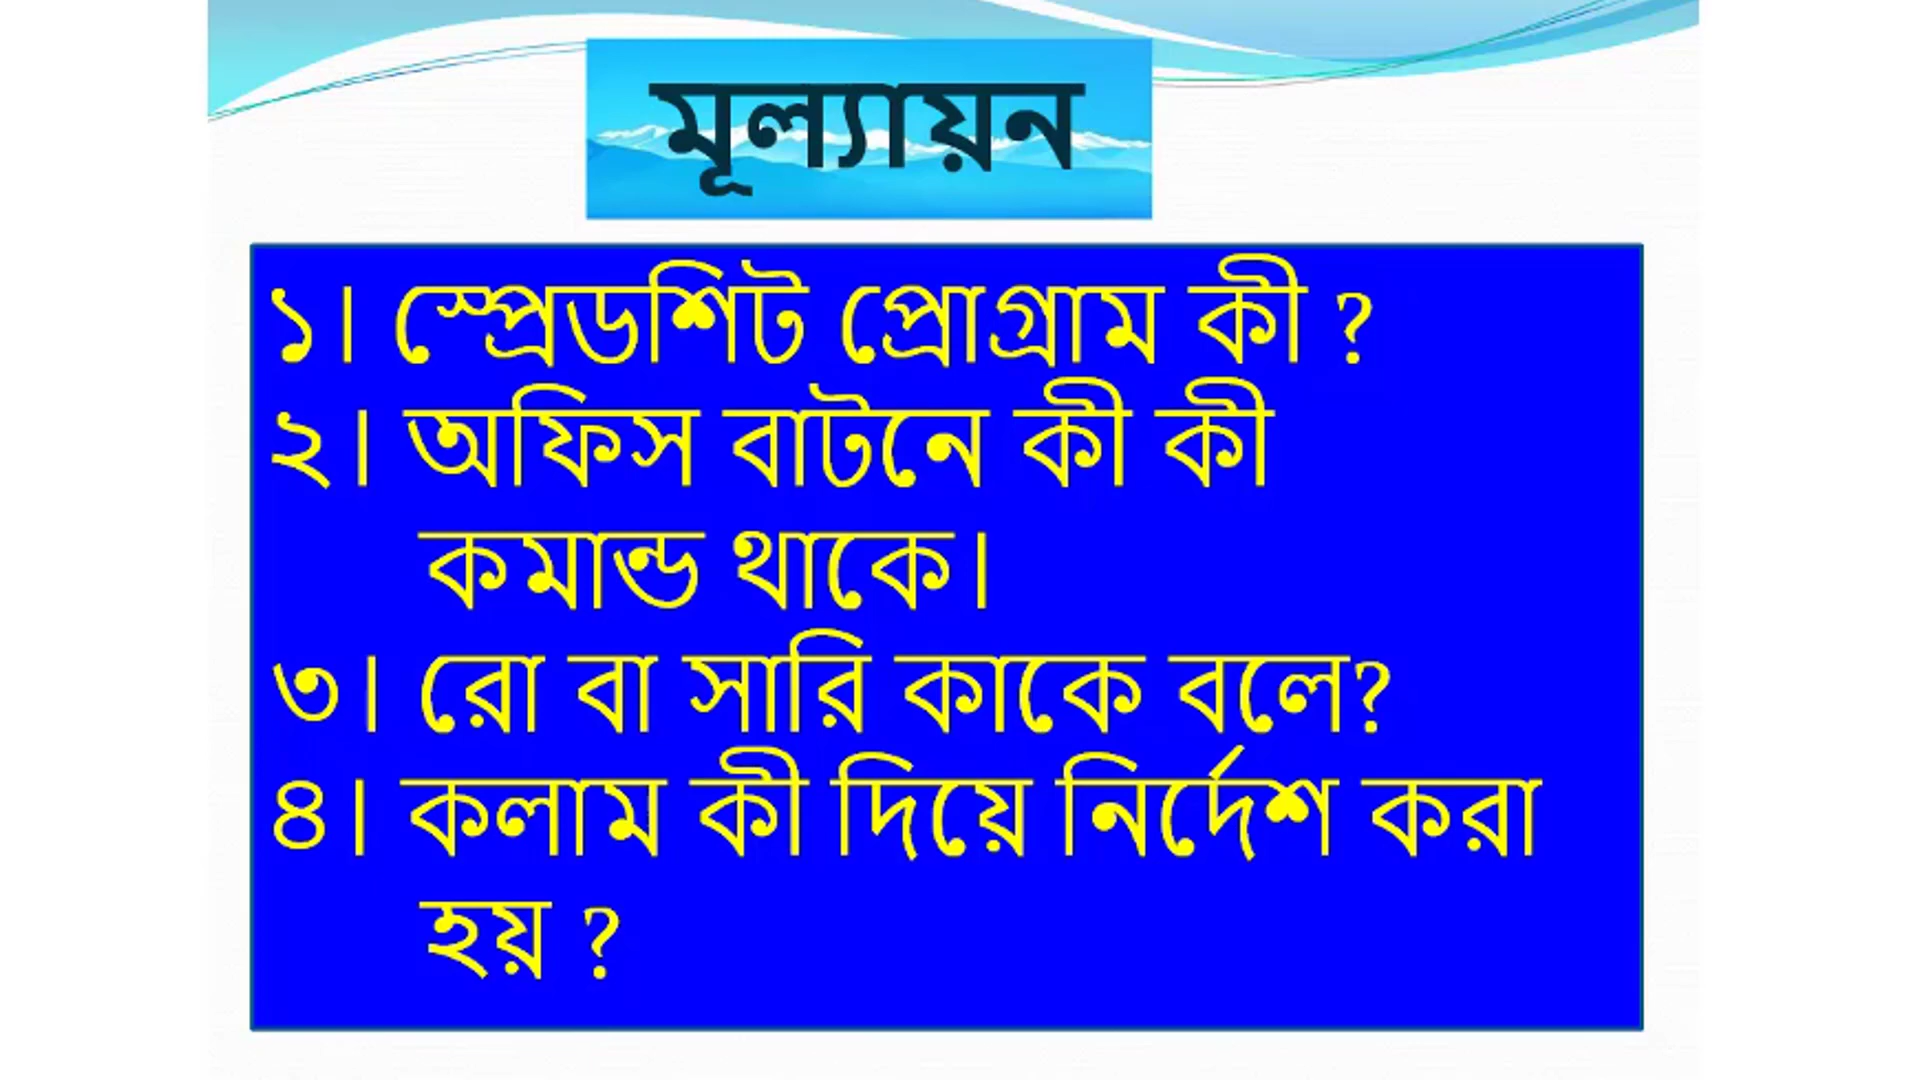 মূল্যায়ন
১। স্প্রেডশিট প্রোগ্রাম কী ?
২। অফিস বাটনে কী কী
কমান্ড থাকে।
৩। রো বা সারি কাকে বলে?
৪। কলাম কী দিয়ে নির্দেশ করা
হয় ?